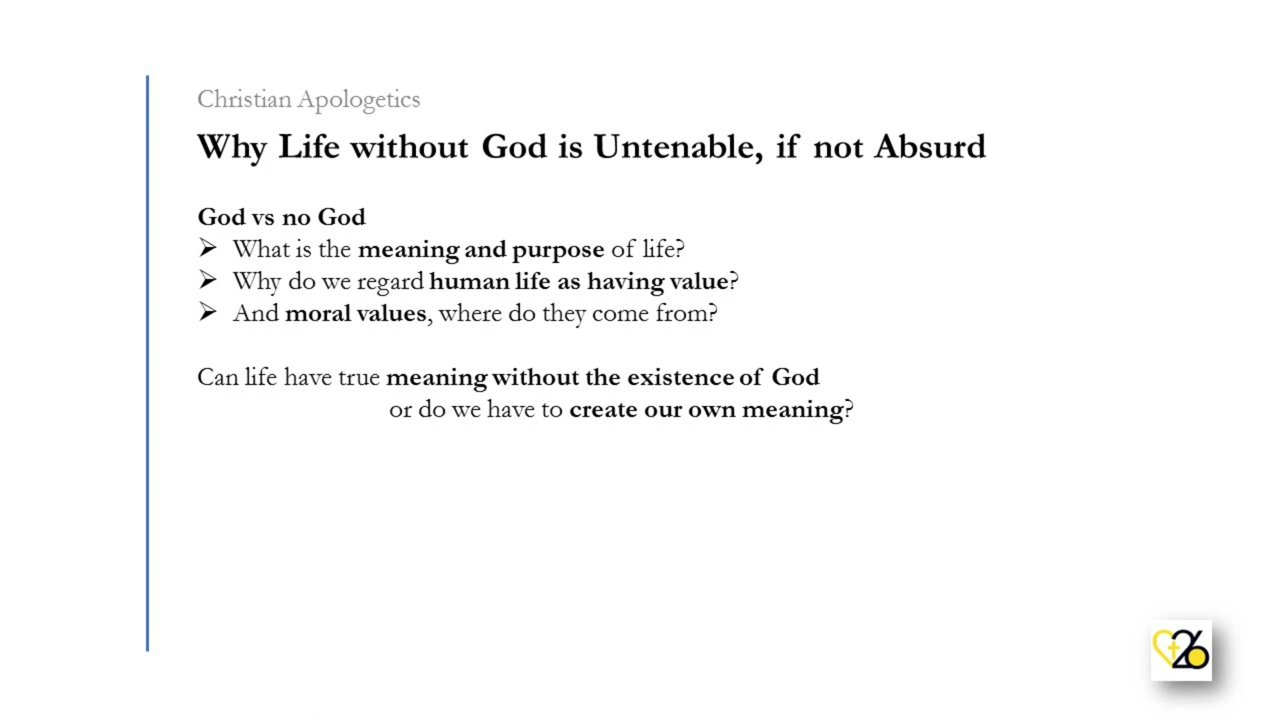 Christian Apologetics
Why Life without God is Untenable, if not Absurd
God vs no God
➢ What is the meaning and purpose of life?
➢ Why do we regard human life as having value?
➢ And moral values, where do they come from?
Can life have true meaning without the existence of God
or do we have to create our own meaning?
26